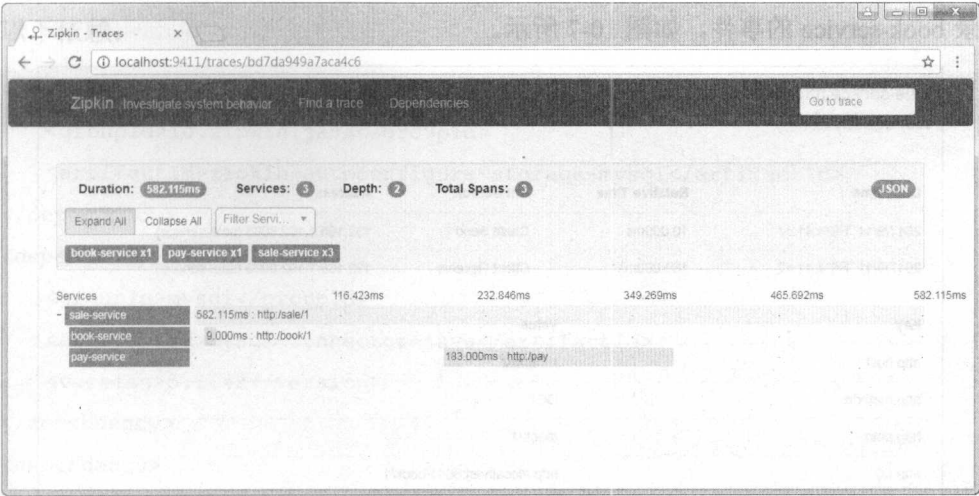 Zipkin - Traces
localhost:9411/traces/bd7da949a7aca4c6
Zipkin Investigate system behavior Find a trace Dependencies Go to trace
Duration: 582.115ms Services: 3 Depth: 2 Total Spans: 3 JSON
Expand All Collapse All Filter Servi...
book-service x1 pay-service x1 sale-service x3
Services 116.423ms 232.846ms 349.269ms 465.692ms 582.115ms
- sale-service 582.115ms : http:/sale/1
book-service 9.000ms : http:/book/1
pay-service 183.000ms : http:/pay